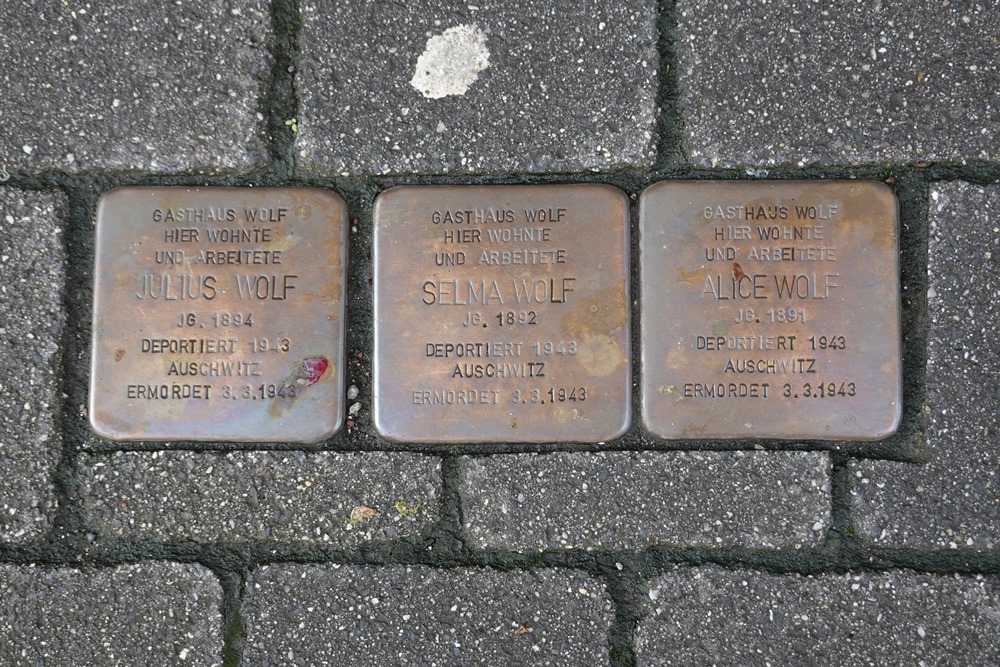 GASTHAUS WOLF
HIER WOHNTE
UND ARBEITETE
JULIUS WOLF
JG. 1894
DEPORTIERT 1943
AUSCHWITZ
ERMORDET 3.3.1943
GASTHAUS WOLF
HIER WOHNTE
UND ARBEITETE
SELMA WOLF
JG. 1892
DEPORTIERT 1943
AUSCHWITZ
ERMORDET 3.3.1943
GASTHAUS WOLF
HIER WOHNTE
UND ARBEITETE
ALICE WOLF
JG. 1891
DEPORTIERT 1943
AUSCHWITZ
ERMORDET 3.3.1943